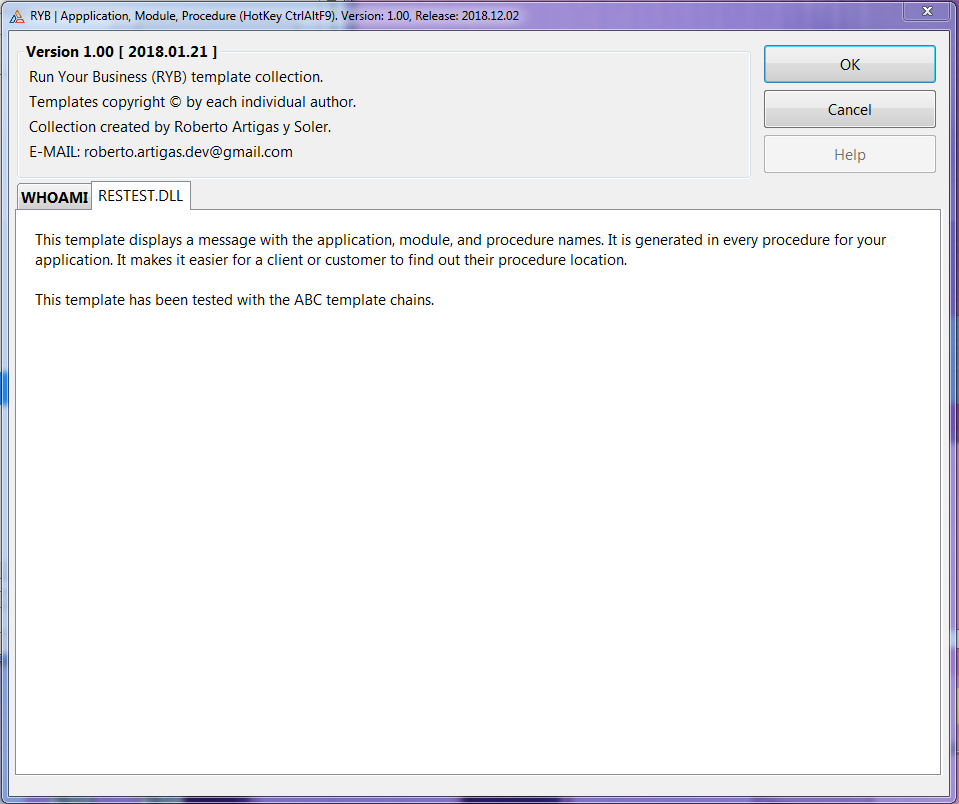 RYB | Appplication, Module, Procedure (HotKey CtrlAltF9). Version: 1.00, Release: 2018.12.02
Version 1.00 [ 2018.01.21 ]
Run Your Business (RYB) template collection.
Templates copyright © by each individual author.
Collection created by Roberto Artigas y Soler.
E-MAIL: roberto.artigas.dev@gmail.com
OK
Cancel
Help
WHOAMI
RESTEST.DLL
This template displays a message with the application, module, and procedure names. It is generated in every procedure for your
application. It makes it easier for a client or customer to find out their procedure location.
This template has been tested with the ABC template chains.